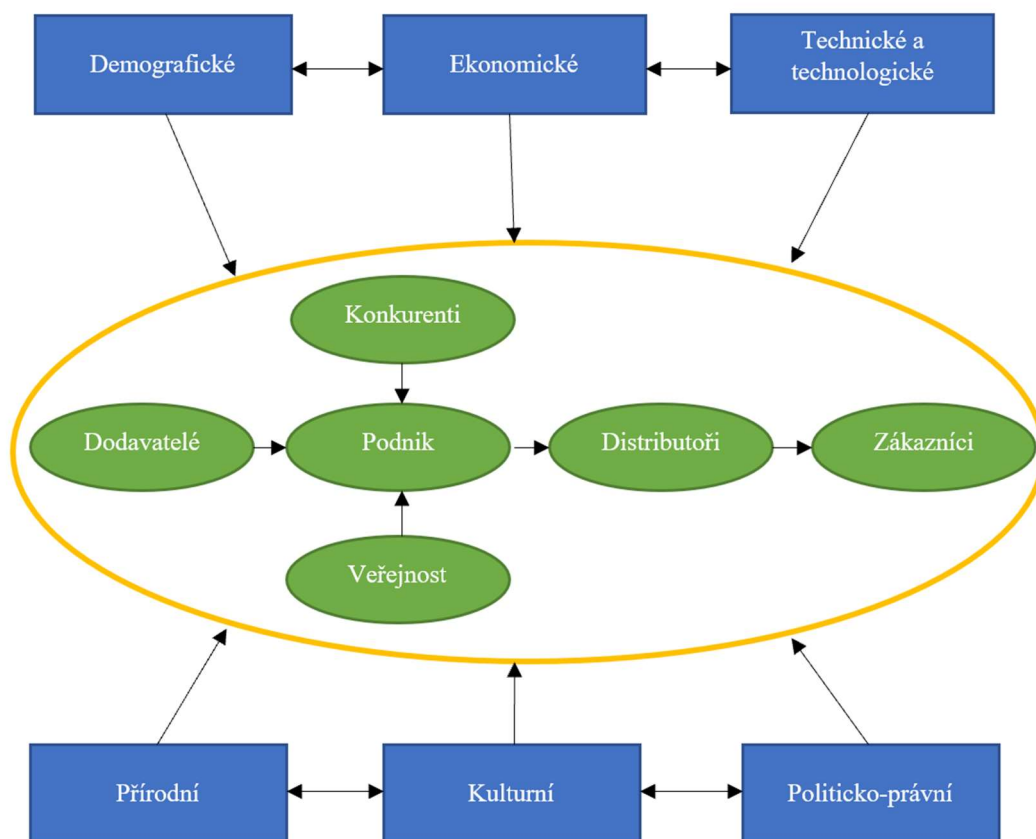 Demografické
Ekonomické
Technické a
technologické
Konkurenti
Dodavatelé
Podnik
Distributoři
Zákazníci
Veřejnost
Přírodní
Kulturní
Politicko-právní